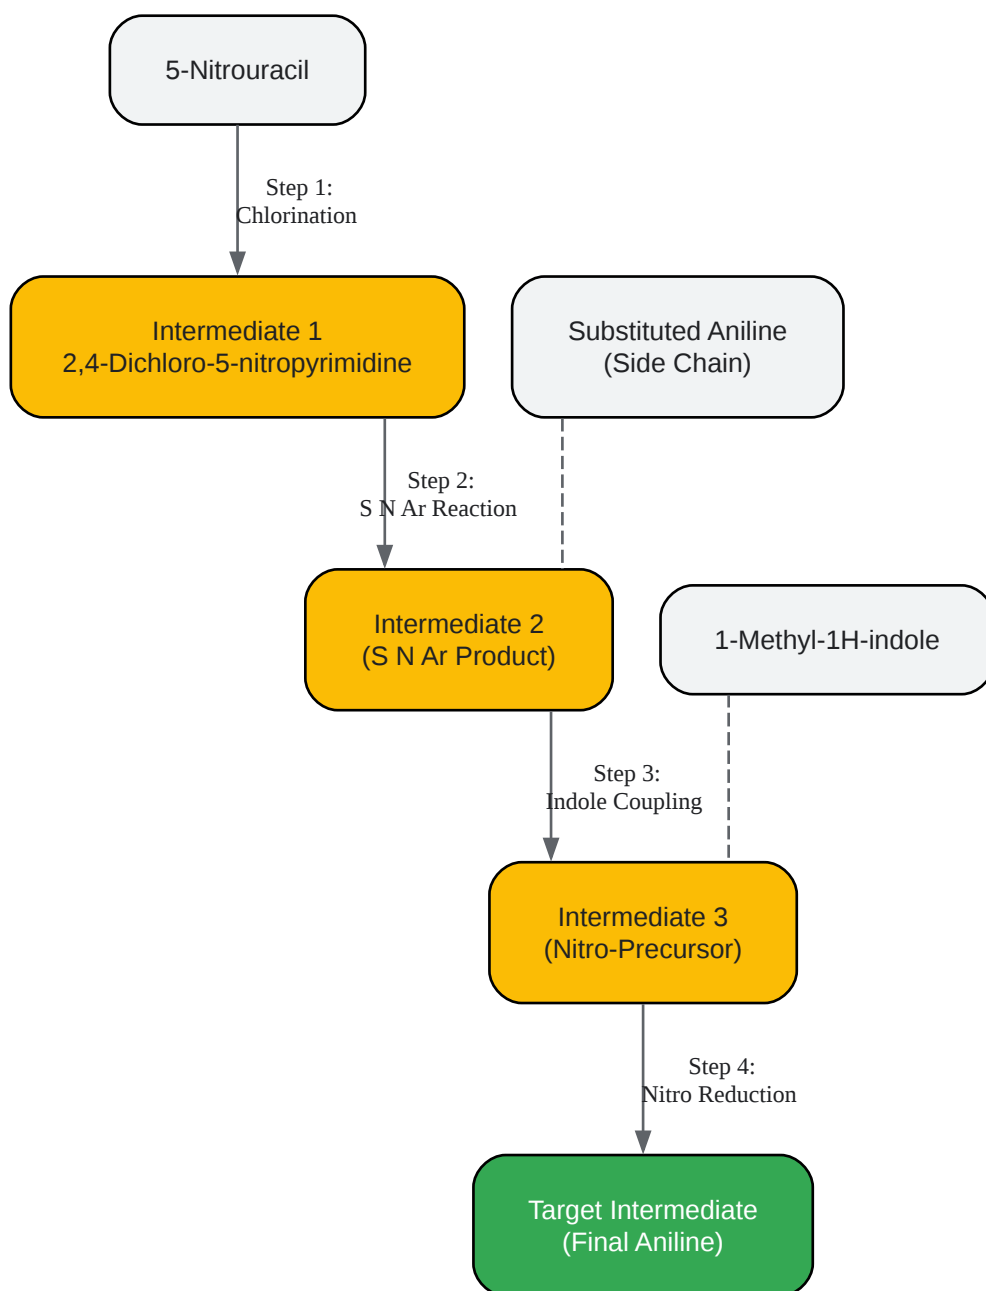 5-Nitrouracil
Step 1:
Chlorination
Intermediate 1
2,4-Dichloro-5-nitropyrimidine
Substituted Aniline
(Side Chain)
Step 2:
S N Ar Reaction
Intermediate 2
(S N Ar Product)
1-Methyl-1H-indole
Step 3:
Indole Coupling
Intermediate 3
(Nitro-Precursor)
Step 4:
Nitro Reduction
Target Intermediate
(Final Aniline)